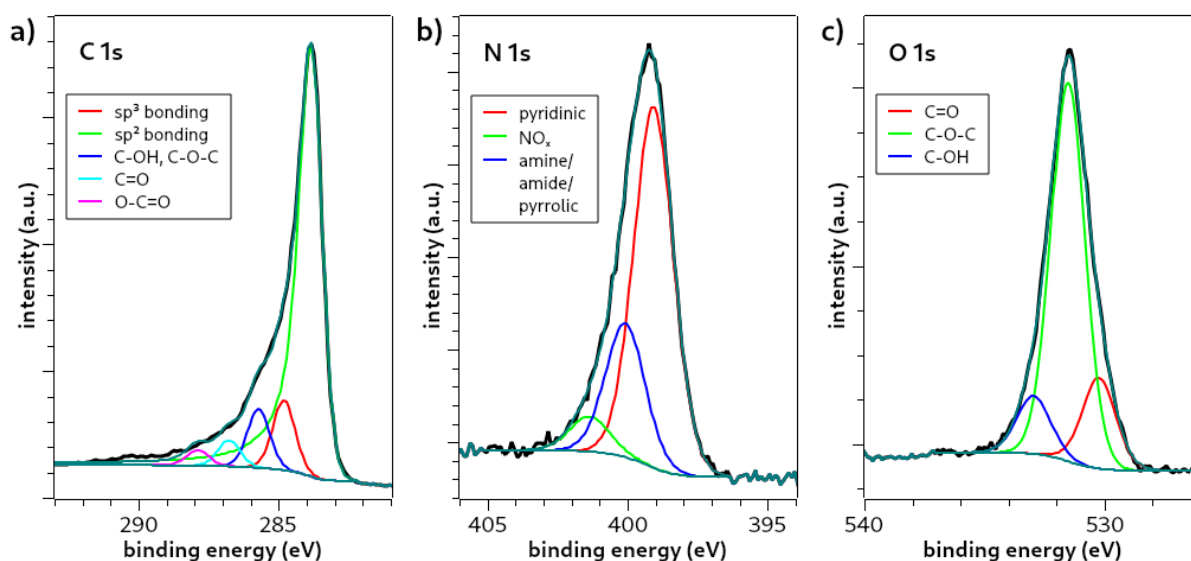 a)
C 1s
sp³ bonding
sp² bonding
C-OH, C-O-C
C=O
O-C=O
intensity (a.u.)
290
285
binding energy (eV)
b)
N 1s
pyridinic
NOₓ
amine/
amide/
pyrrolic
intensity (a.u.)
405
400
395
binding energy (eV)
c)
O 1s
C=O
C-O-C
C-OH
intensity (a.u.)
540
530
binding energy (eV)